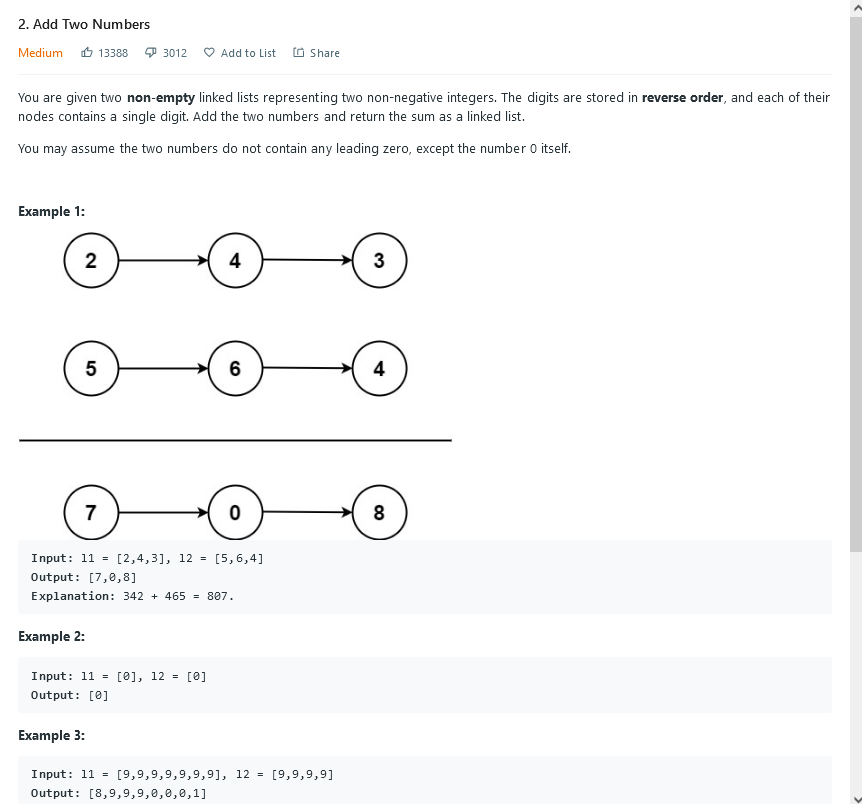 2. Add Two Numbers
Medium 13388 3012 Add to List Share
You are given two non-empty linked lists representing two non-negative integers. The digits are stored in reverse order, and each of their
nodes contains a single digit. Add the two numbers and return the sum as a linked list.
You may assume the two numbers do not contain any leading zero, except the number 0 itself.
Example 1:
2 4 3
5 6 4
7 0 8
Input: l1 = [2,4,3], l2 = [5,6,4]
Output: [7,0,8]
Explanation: 342 + 465 = 807.
Example 2:
Input: l1 = [0], l2 = [0]
Output: [0]
Example 3:
Input: l1 = [9,9,9,9,9,9,9], l2 = [9,9,9,9]
Output: [8,9,9,9,0,0,0,1]